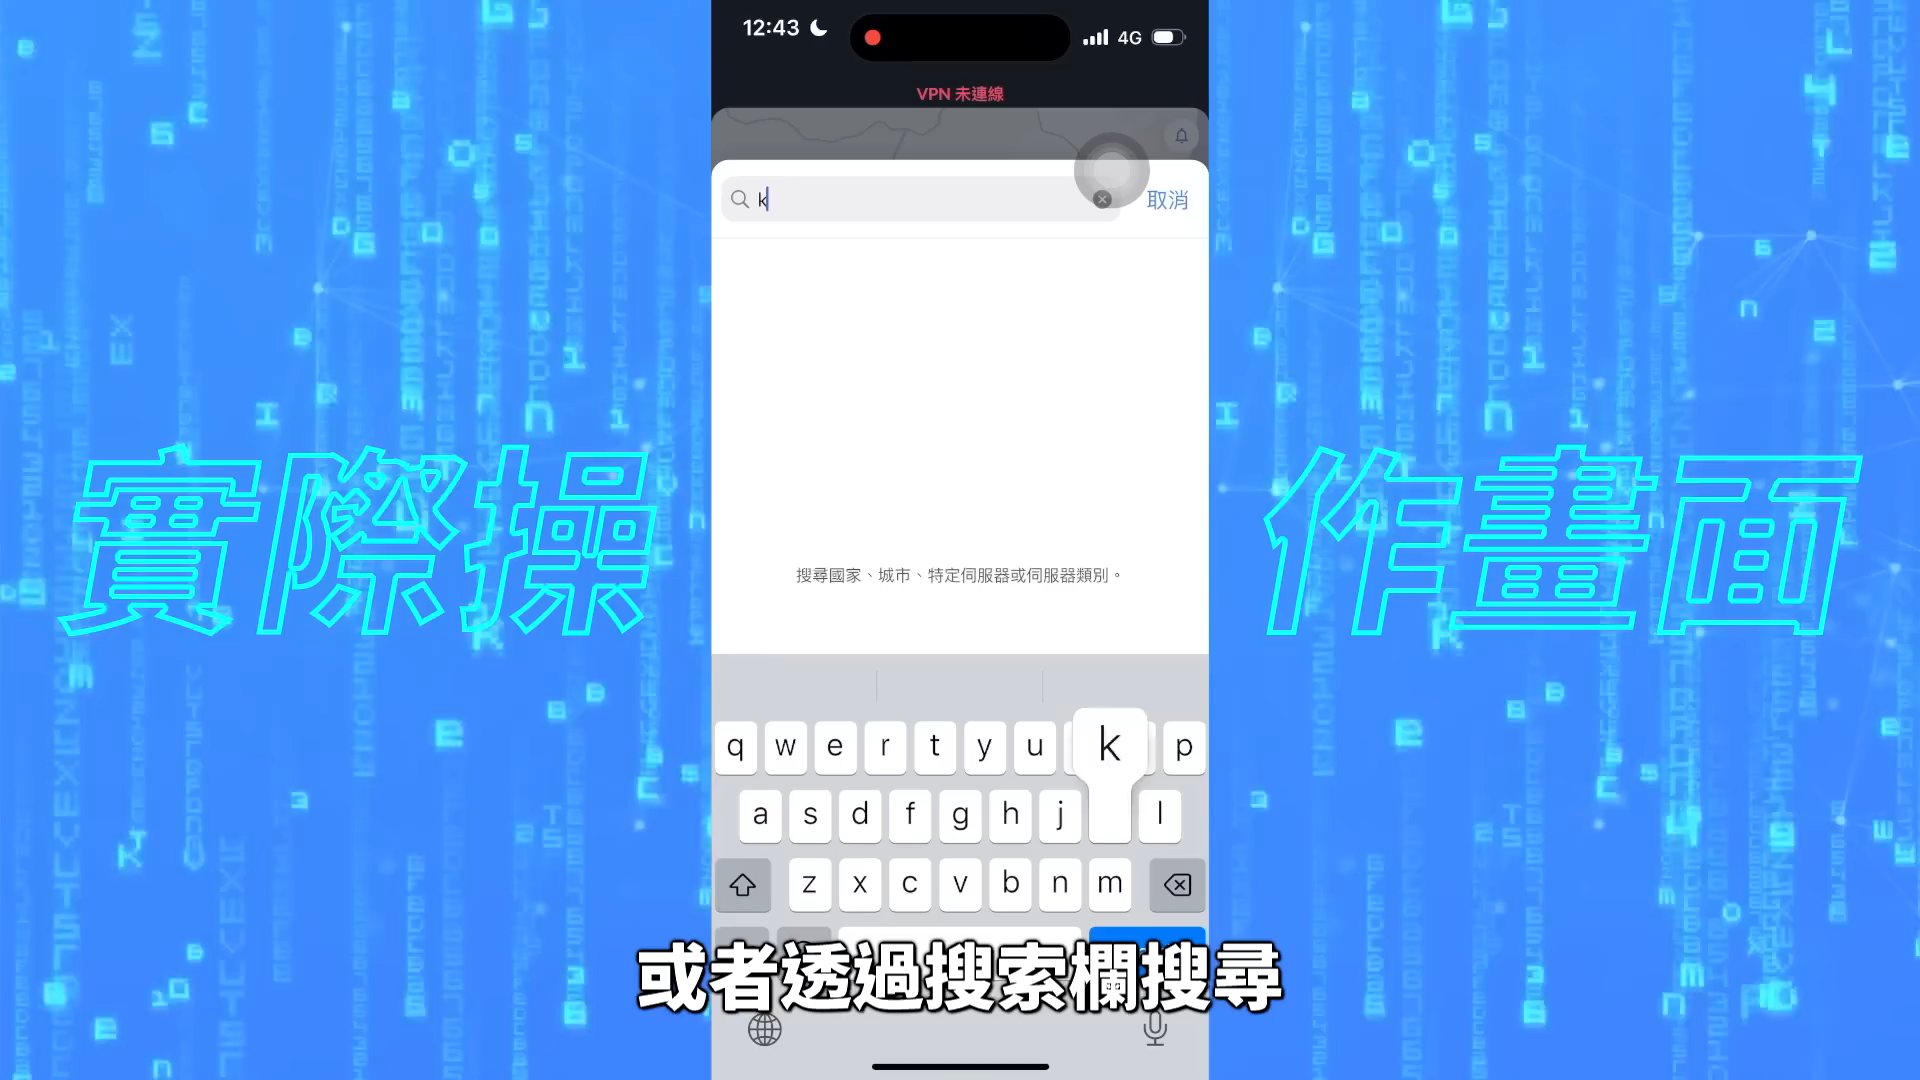 12:43
4G
VPN 未連線
k
取消
實際操 作畫面
搜尋國家、城市、特定伺服器或伺服器類別。
q w e r t y u k p
a s d f g h j l
z x c v b n m
或者透過搜索欄搜尋